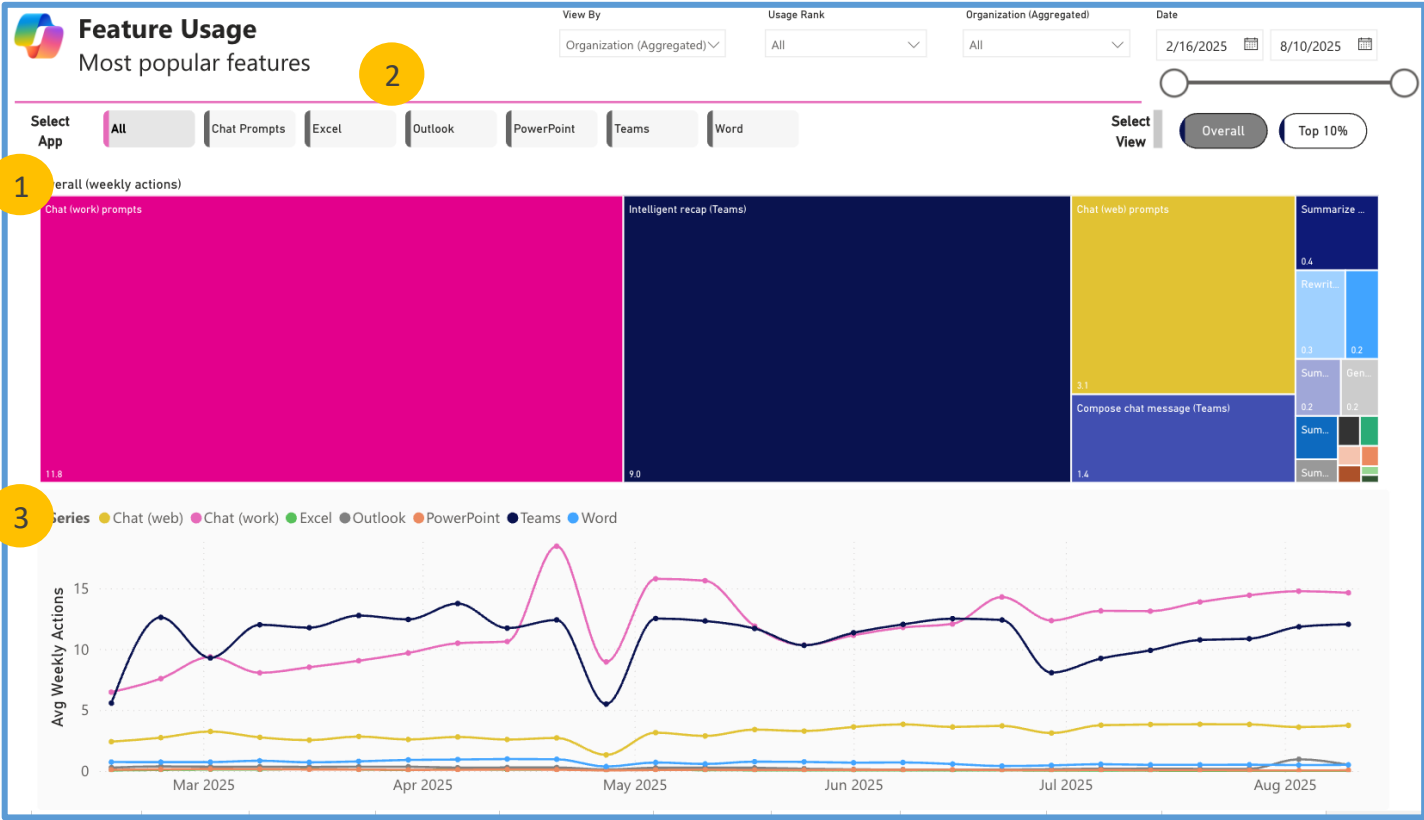 Feature Usage
Most popular features
2
View By
Organization (Aggregated)
Usage Rank
All
Organization (Aggregated)
All
Date
2/16/2025
8/10/2025
Select App
All
Chat Prompts
Excel
Outlook
PowerPoint
Teams
Word
Select View
Overall
Top 10%
1
erall (weekly actions)
Chat (work) prompts
11.8
Intelligent recap (Teams)
9.0
Chat (web) prompts
3.1
Compose chat message (Teams)
1.4
Summarize ...
0.4
Rewrit...
0.3
0.2
Sum...
0.2
Gen...
0.2
Sum...
Sum...
3
Series
Chat (web)
Chat (work)
Excel
Outlook
PowerPoint
Teams
Word
Avg Weekly Actions
15
10
5
0
Mar 2025
Apr 2025
May 2025
Jun 2025
Jul 2025
Aug 2025